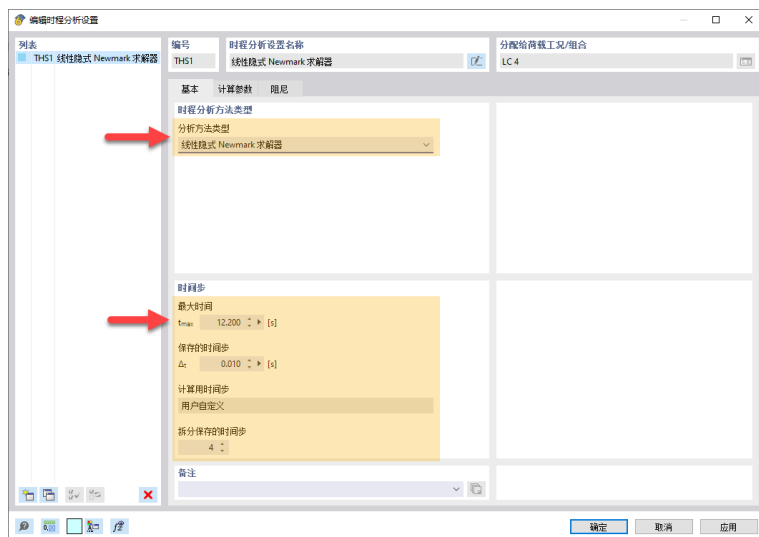 编辑时程分析设置
列表
THS1 线性隐式 Newmark 求解器
编号
THS1
时程分析设置名称
线性隐式 Newmark 求解器
分配给荷载工况/组合
LC 4
基本 计算参数 阻尼
时程分析方法类型
分析方法类型
线性隐式 Newmark 求解器
时间步
最大时间
tmax 12.200 [s]
保存的时间步
Δt 0.010 [s]
计算用时间步
用户自定义
拆分保存的时间步
4
备注
确定 取消 应用